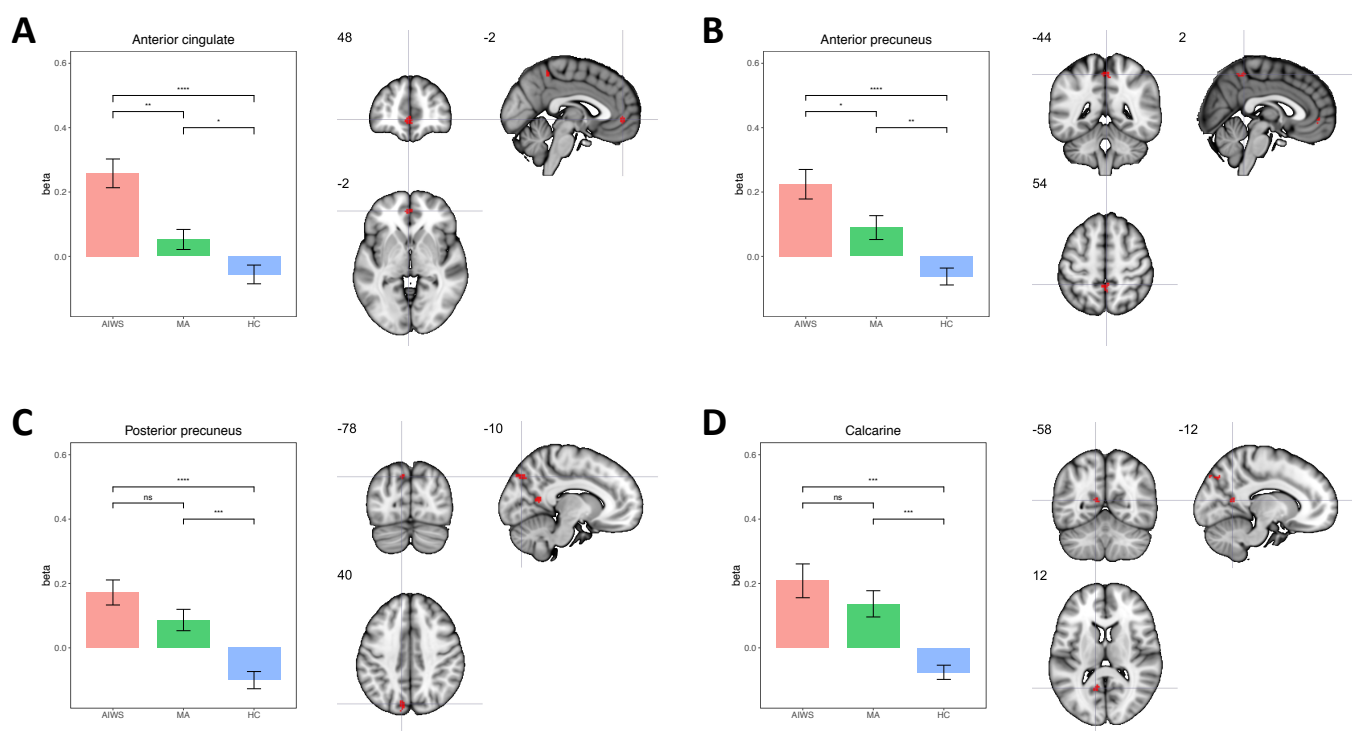 A
Anterior cingulate
0.6
0.4
0.2
0.0
beta
****
**
*
AIWS MA HC
48
-2
-2
B
Anterior precuneus
0.6
0.4
0.2
0.0
beta
****
*
**
AIWS MA HC
-44
2
54
C
Posterior precuneus
0.6
0.4
0.2
0.0
beta
****
ns
***
AIWS MA HC
-78
-10
40
D
Calcarine
0.6
0.4
0.2
0.0
beta
***
ns
***
AIWS MA HC
-58
-12
12